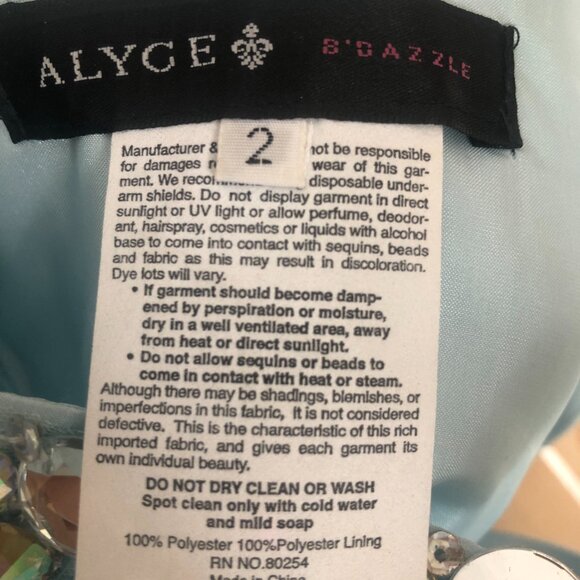 ALYCE B'DAZZLE
2
Manufacturer & not be responsible
for damages wear of this gar-
ment. We disposable under-
arm shields. Do not display garment in direct
sunlight or UV light or allow perfume, deodor-
ant, hairspray, cosmetics or liquids with alcohol
base to come into contact with sequins, beads
and fabric as this may result in discoloration.
Dye lots will vary.
• If garment should become damp-
ened by perspiration or moisture,
dry in a well ventilated area, away
from heat or direct sunlight.
• Do not allow sequins or beads to
come in contact with heat or steam.
Although there may be shadings, blemishes, or
imperfections in this fabric, It is not considered
defective. This is the characteristic of this rich
imported fabric, and gives each garment its
own individual beauty.
DO NOT DRY CLEAN OR WASH
Spot clean only with cold water
and mild soap
100% Polyester 100%Polyester Lining
RN NO.80254
Made in China